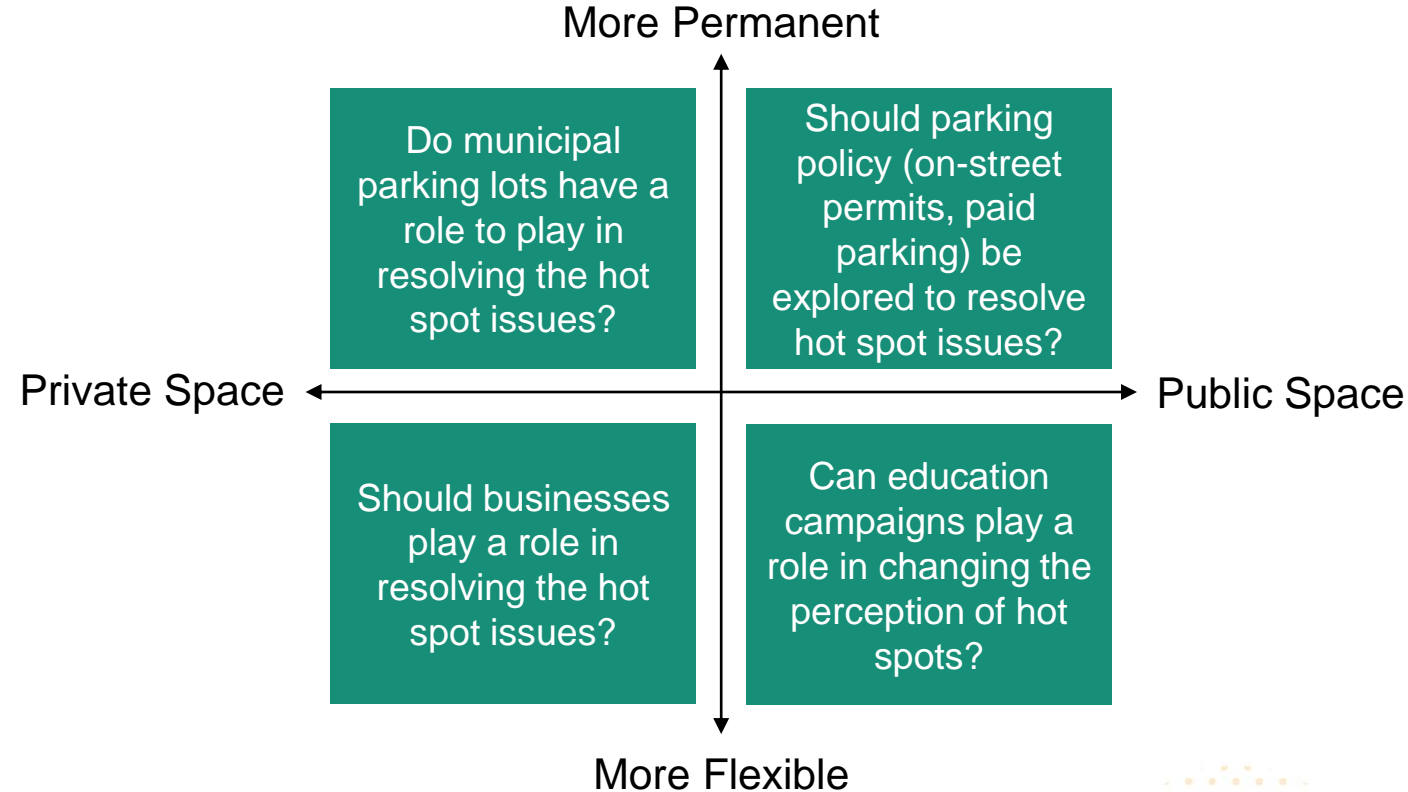 More Permanent
Do municipal
parking lots have a
role to play in
resolving the hot
spot issues?
Should parking
policy (on-street
permits, paid
parking) be
explored to resolve
hot spot issues?
Private Space
Public Space
Should businesses
play a role in
resolving the hot
spot issues?
Can education
campaigns play a
role in changing the
perception of hot
spots?
More Flexible